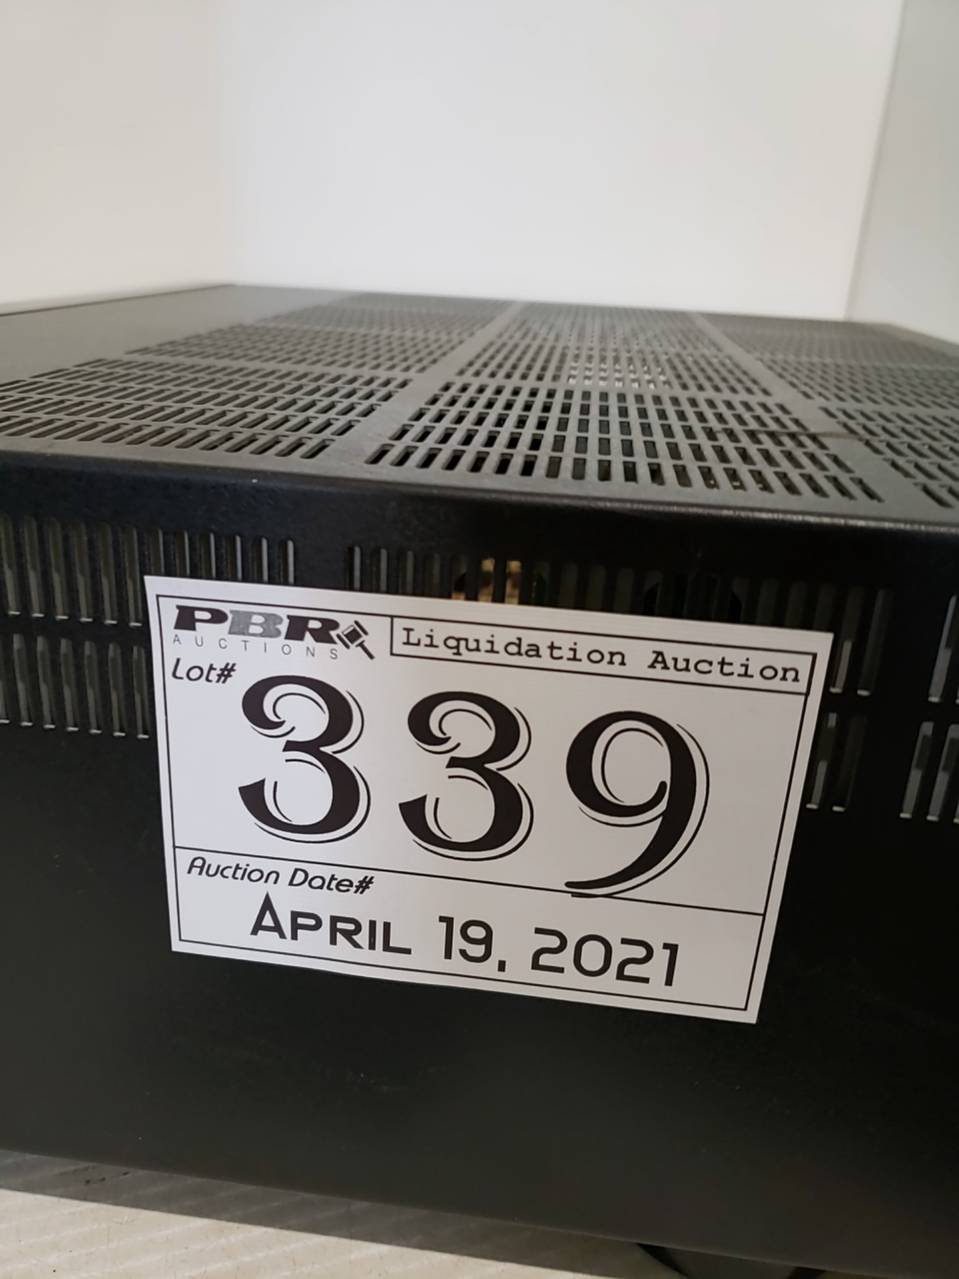 PBR
AUCTIONS
Liquidation Auction
Lot#
339
Auction Date#
APRIL 19, 2021